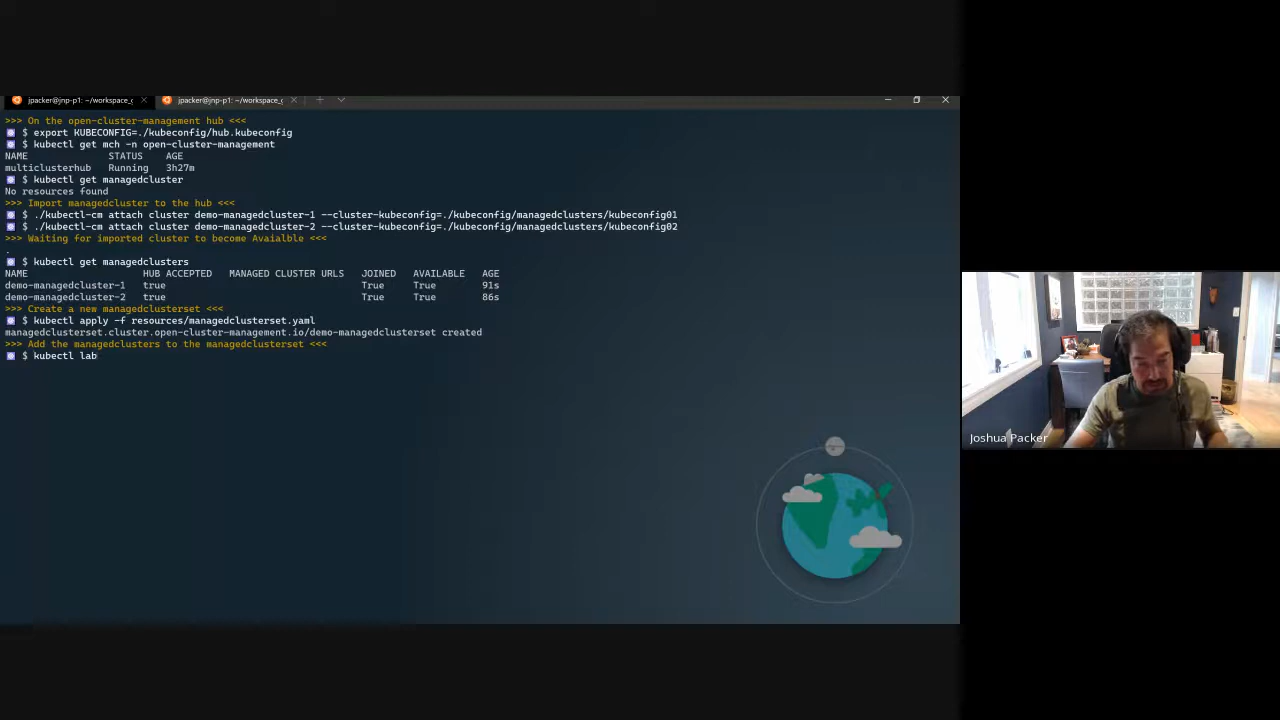 jpacker@jnp-p1: ~/workspace_c
jpacker@jnp-p1: ~/workspace_c
>>> On the open-cluster-management hub <<<
$ export KUBECONFIG=./kubeconfig/hub.kubeconfig
$ kubectl get mch -n open-cluster-management
NAME STATUS AGE
multiclusterhub Running 3h27m
$ kubectl get managedcluster
No resources found
>>> Import managedcluster to the hub <<<
$ ./kubectl-cm attach cluster demo-managedcluster-1 --cluster-kubeconfig=./kubeconfig/managedclusters/kubeconfig01
$ ./kubectl-cm attach cluster demo-managedcluster-2 --cluster-kubeconfig=./kubeconfig/managedclusters/kubeconfig02
>>> Waiting for imported cluster to become Avaialble <<<
.
$ kubectl get managedclusters
NAME HUB ACCEPTED MANAGED CLUSTER URLS JOINED AVAILABLE AGE
demo-managedcluster-1 true True True 91s
demo-managedcluster-2 true True True 86s
>>> Create a new managedclusterset <<<
$ kubectl apply -f resources/managedclusterset.yaml
managedclusterset.cluster.open-cluster-management.io/demo-managedclusterset created
>>> Add the managedclusters to the managedclusterset <<<
$ kubectl lab
Joshua Packer